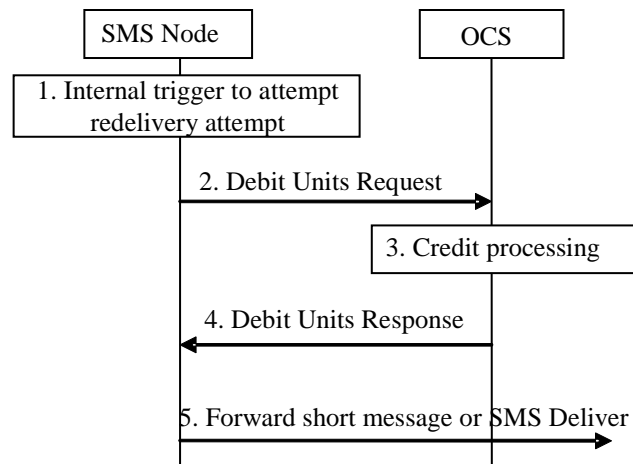 SMS Node
OCS
1. Internal trigger to attempt
redelivery attempt
2. Debit Units Request
3. Credit processing
4. Debit Units Response
5. Forward short message or SMS Deliver